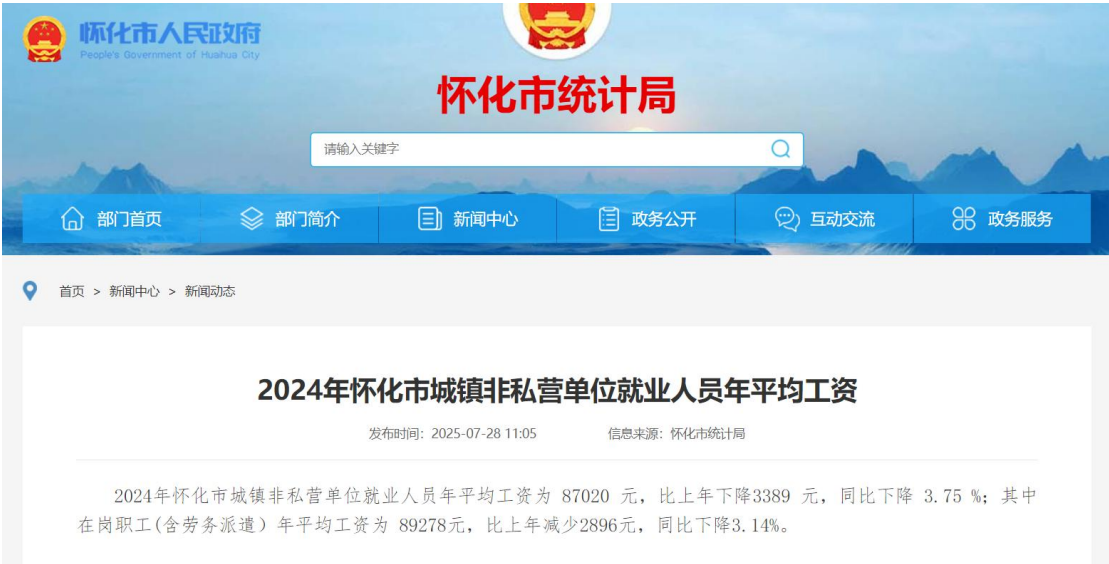 怀化市人民政府
People's Government of Huaihua City
怀化市统计局
请输入关键字
部门首页 部门简介 新闻中心 政务公开 互动交流 政务服务
首页 > 新闻中心 > 新闻动态
2024年怀化市城镇非私营单位就业人员年平均工资
发布时间：2025-07-28 11:05 信息来源：怀化市统计局
2024年怀化市城镇非私营单位就业人员年平均工资为 87020 元，比上年下降3389 元，同比下降 3.75 %；其中
在岗职工(含劳务派遣）年平均工资为 89278元，比上年减少2896元，同比下降3.14%。